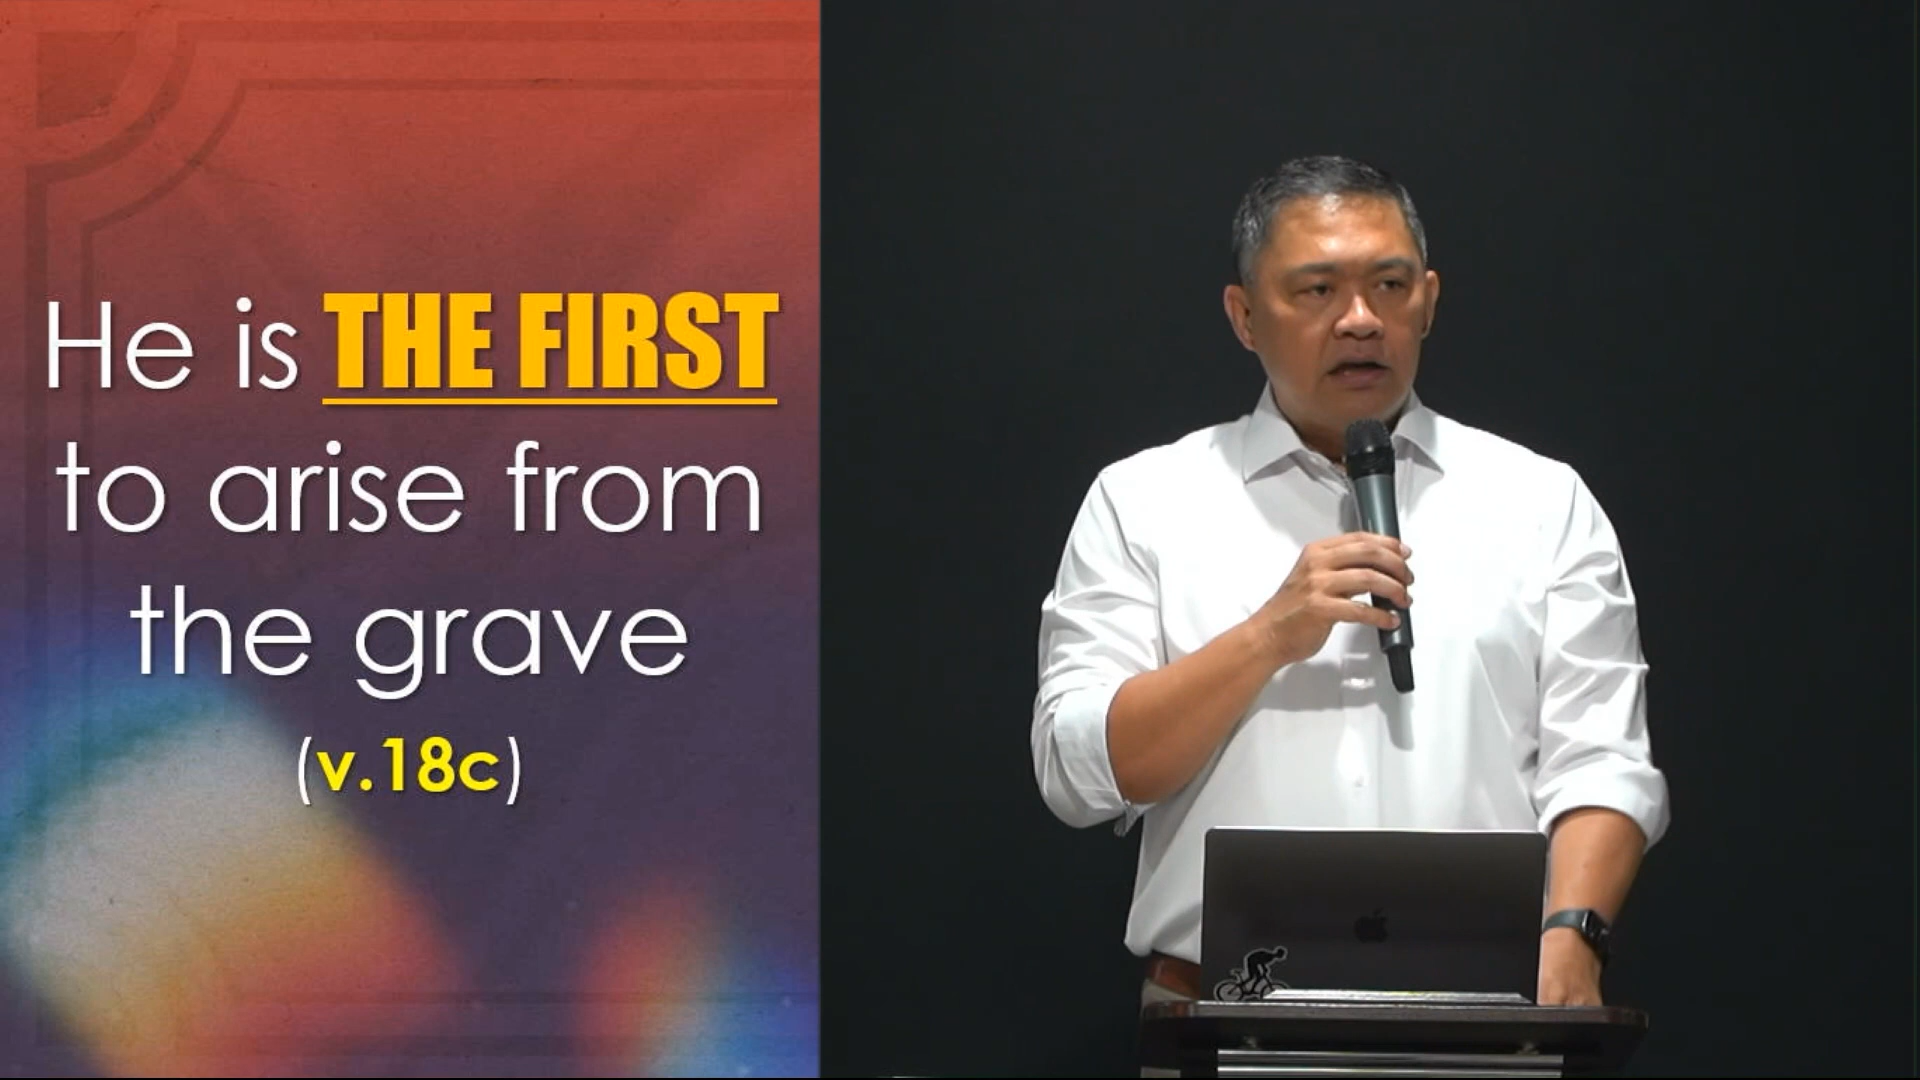 He is THE FIRST
to arise from
the grave
(v.18c)